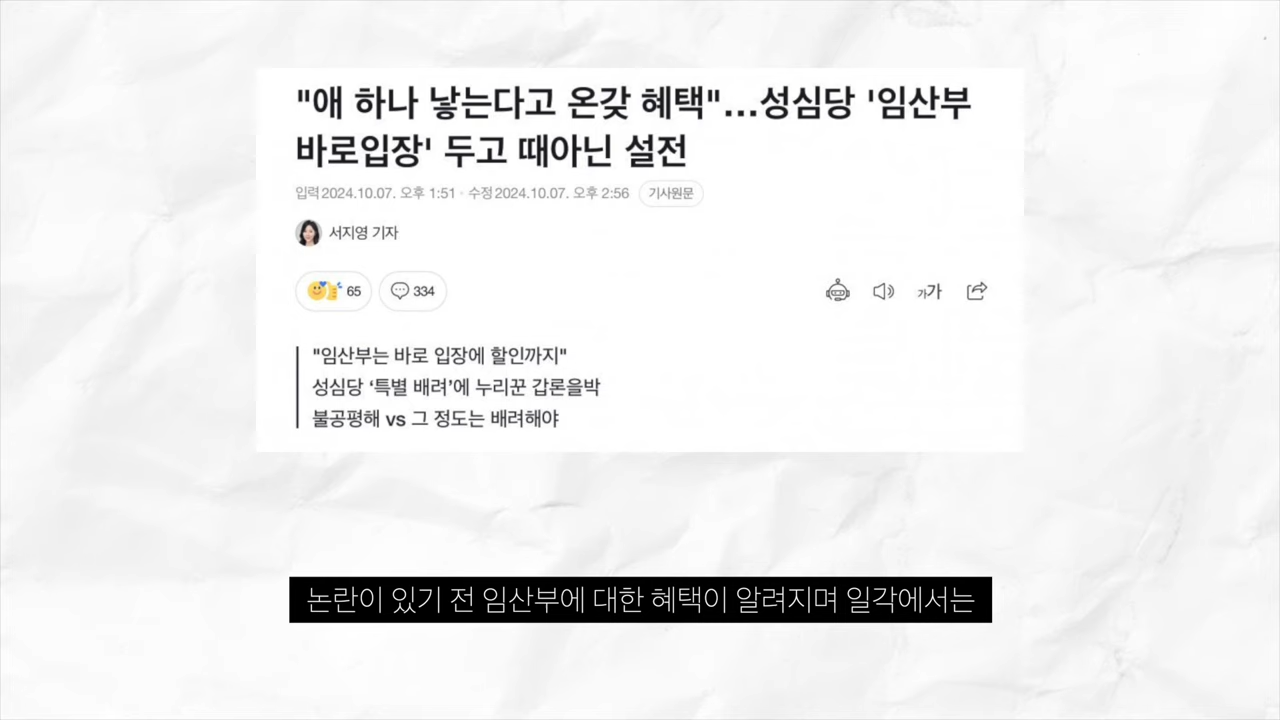 "애 하나 낳는다고 온갖 혜택"...성심당 '임산부
바로입장' 두고 때아닌 설전
입력 2024.10.07. 오후 1:51 · 수정 2024.10.07. 오후 2:56 기사원문
서지영 기자
65 334 가가
"임산부는 바로 입장에 할인까지"
성심당 ‘특별 배려’에 누리꾼 갑론을박
불공평해 vs 그 정도는 배려해야
논란이 있기 전 임산부에 대한 혜택이 알려지며 일각에서는